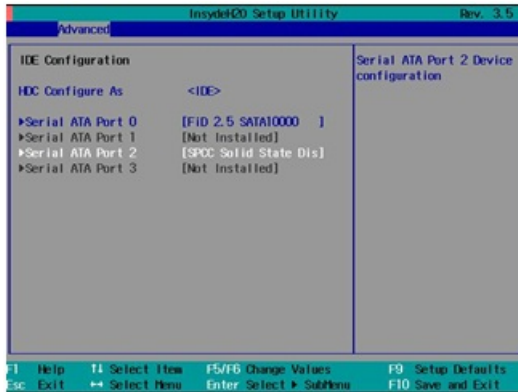 InsydeH2O Setup Utility Rev. 3.5
Advanced
IDE Configuration
HDC Configure As <IDE>
▶Serial ATA Port 0 [FiD 2.5 SATA10000 ]
▶Serial ATA Port 1 [Not Installed]
▶Serial ATA Port 2 [SPCC Solid State Dis]
▶Serial ATA Port 3 [Not Installed]
Serial ATA Port 2 Device
configuration
F1 Help ↑↓ Select Item F5/F6 Change Values F9 Setup Defaults
Esc Exit ↔ Select Menu Enter Select ▶ SubMenu F10 Save and Exit